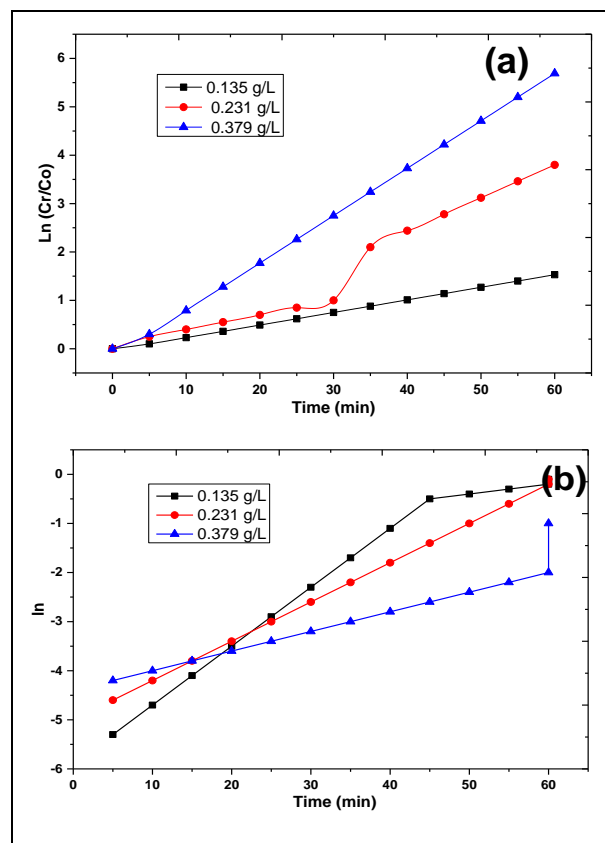 (a)
0.135 g/L
0.231 g/L
0.379 g/L
Ln (Cr/Co)
6
5
4
3
2
1
0
0 10 20 30 40 50 60
Time (min)
(b)
0.135 g/L
0.231 g/L
0.379 g/L
ln
0
-1
-2
-3
-4
-5
-6
0 10 20 30 40 50 60
Time (min)